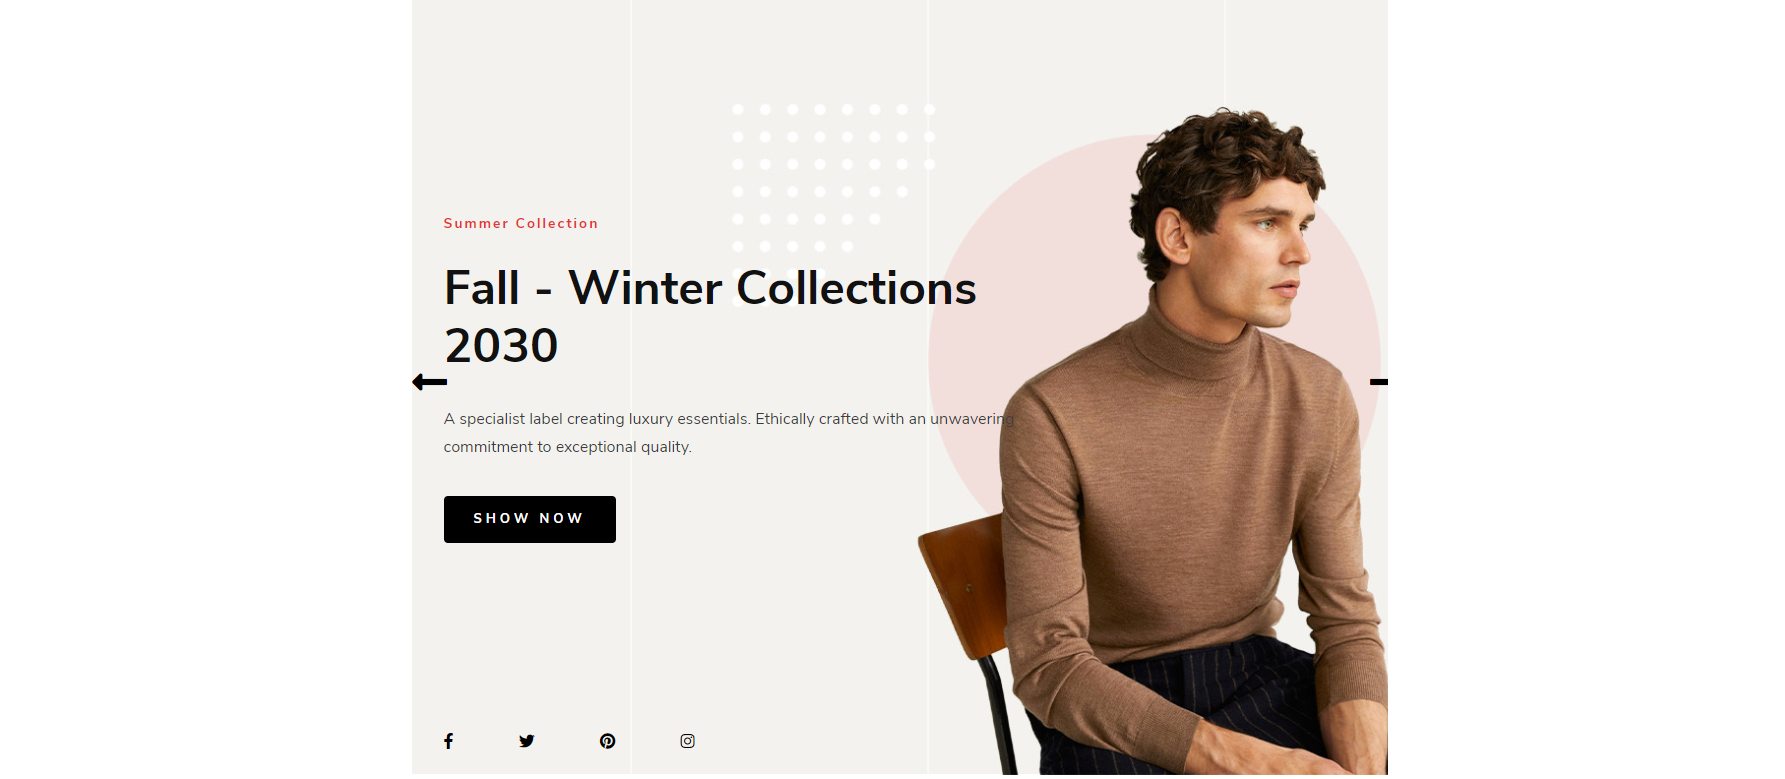 Summer Collection
Fall - Winter Collections
2030
A specialist label creating luxury essentials. Ethically crafted with an unwavering
commitment to exceptional quality.
SHOW NOW